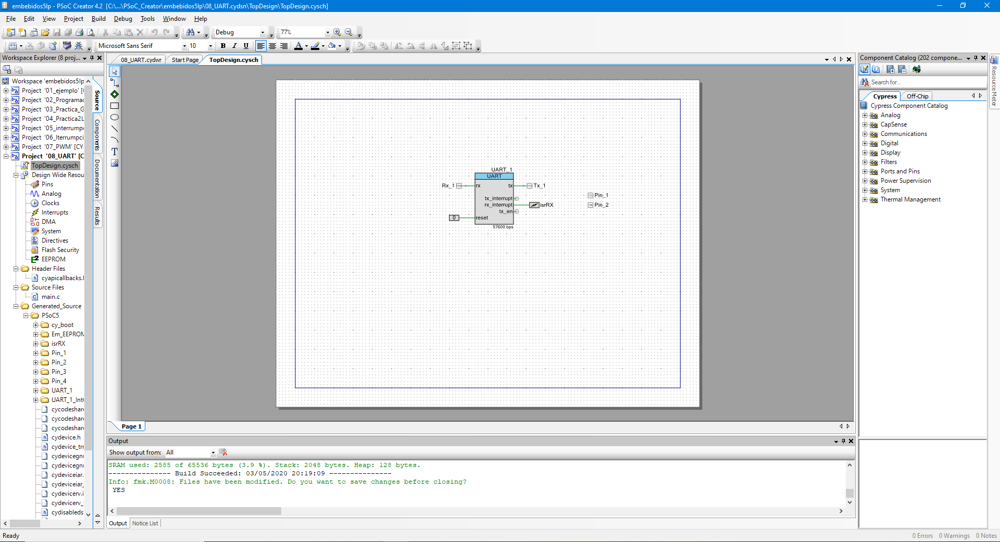 embebidos5lp - PSoC Creator 4.2 [C:\...\PSoC_Creator\embebidos5lp\08_UART.cydsn\TopDesign\TopDesign.cysch]
File Edit View Project Build Debug Tools Window Help
Debug 77%
Microsoft Sans Serif 10 B I U A
Workspace Explorer (8 proj...
08_UART.cydwr Start Page TopDesign.cysch
Component Catalog (202 compone...
Resource Meter
Workspace 'embebidos5lp
Project '01_ejemplo' [C
Project '02_Programac
Project '03_Practica_G
Project '04_Practica2L
Project '05_interrumpc
Project '06_Iterrumpci
Project '07_PWM' [CY
Project '08_UART' [C
TopDesign.cysch
Design Wide Resou
Pins
Analog
Clocks
Interrupts
DMA
System
Directives
Flash Security
EEPROM
Header Files
cyapicallbacks.l
Source Files
main.c
Generated_Source
PSoC5
cy_boot
Em_EEPROM
isrRX
Pin_1
Pin_2
Pin_3
Pin_4
UART_1
UART_1_Int
cycodeshar
cycodeshar
cycodeshar
cydevice.h
cydevice_trr
cydevicegnu
cydevicegnu
cydeviceiar.
cydeviceiar_
cydevicerv.i
cydevicerv_
cydisableds
Source
Components
Documentation
Results
T
UART_1
UART
Rx_1 rx tx Tx_1
tx_interrupt
rx_interrupt isrRX
tx_en
0 reset
57600 bps
Pin_1
Pin_2
Search for...
Cypress Off-Chip
Cypress Component Catalog
Analog
CapSense
Communications
Digital
Display
Filters
Ports and Pins
Power Supervision
System
Thermal Management
Page 1
Output
Show output from: All
SRAM used: 2585 of 65536 bytes (3.9 %). Stack: 2048 bytes. Heap: 128 bytes.
--------------- Build Succeeded: 03/05/2020 20:19:09 ---------------
Info: fmk.M0008: Files have been modified. Do you want to save changes before closing?
YES
Output Notice List
Ready
0 Errors 0 Warnings 0 Notes